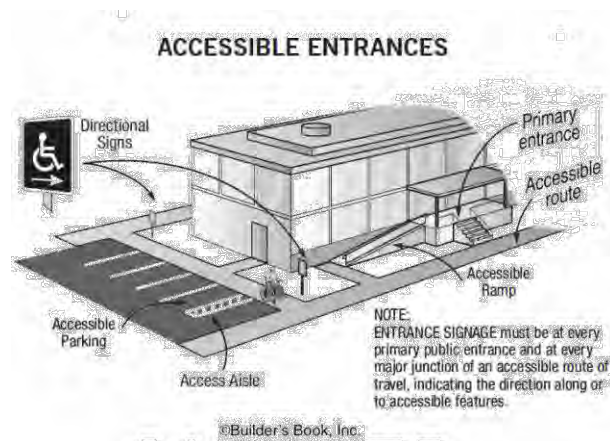 ACCESSIBLE ENTRANCES
Directional
Signs
Primary
entrance
Accessible
route
Accessible
Ramp
Accessible
Parking
Access Aisle
NOTE:
ENTRANCE SIGNAGE must be at every
primary public entrance and at every
major junction of an accessible route of
travel, indicating the direction along or
to accessible features.
©Builder's Book, Inc.